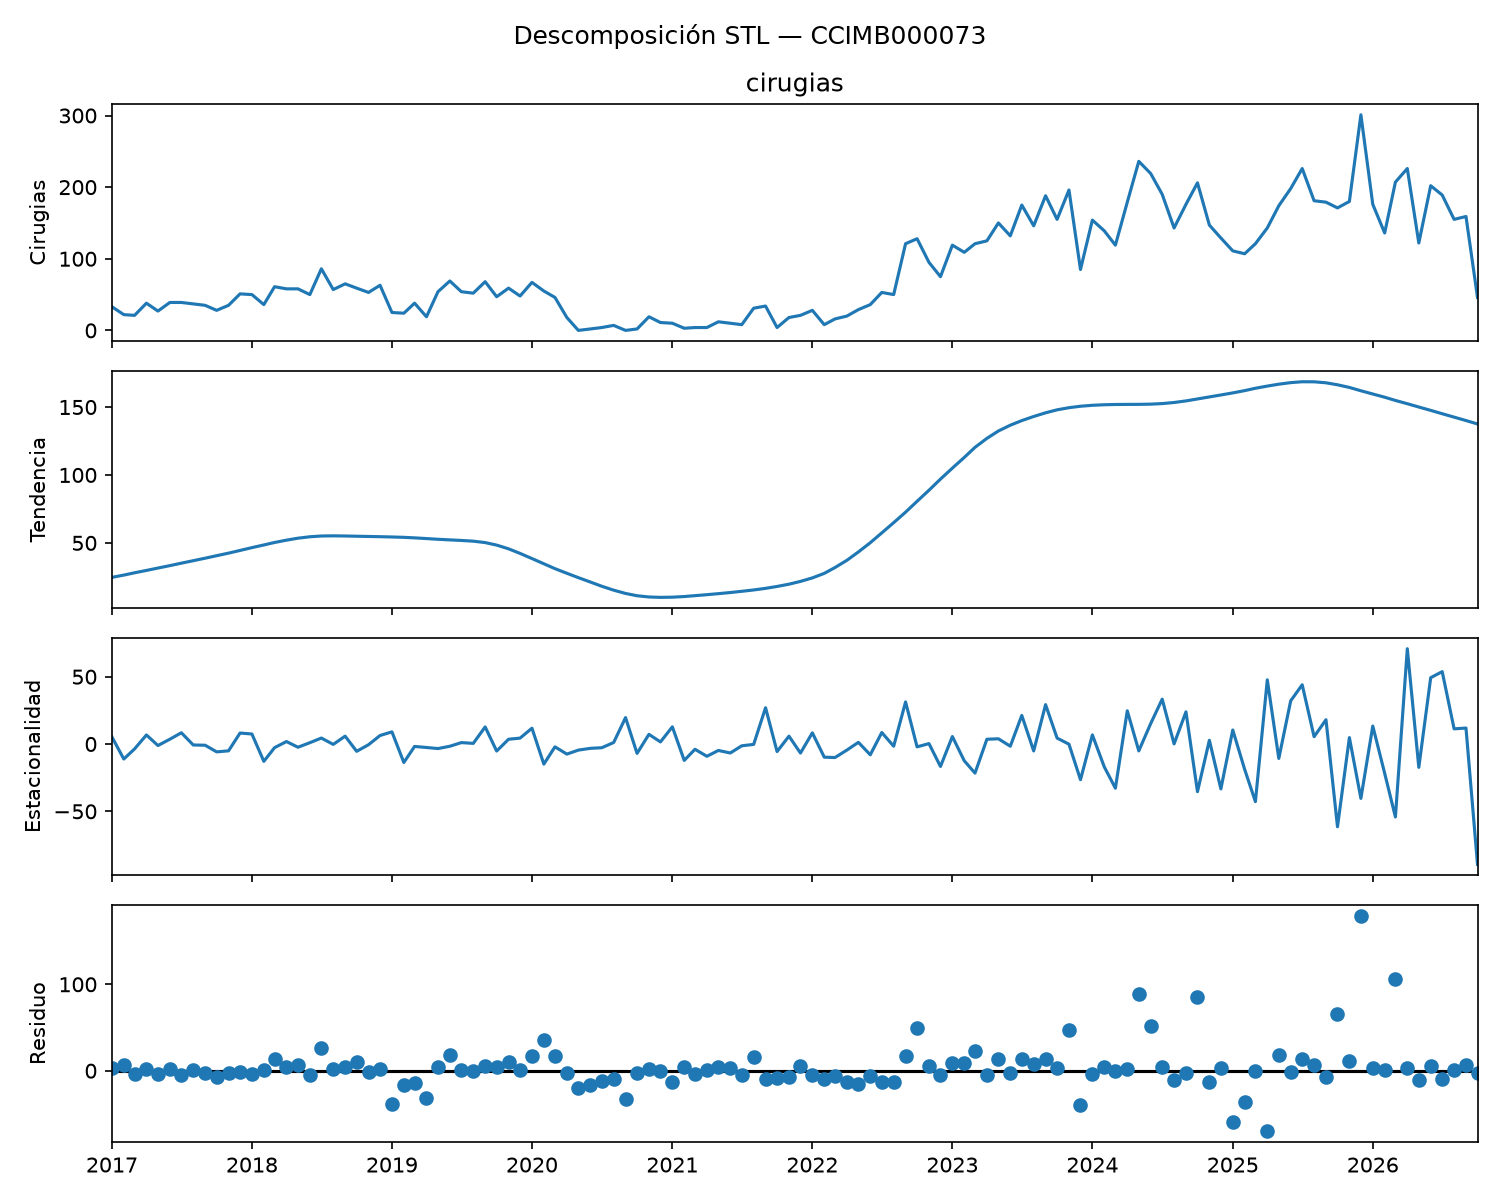 Descomposición STL — CCIMB000073
cirugias
Cirugias
300
200
100
0
Tendencia
150
100
50
Estacionalidad
50
0
−50
Residuo
100
0
2017 2018 2019 2020 2021 2022 2023 2024 2025 2026